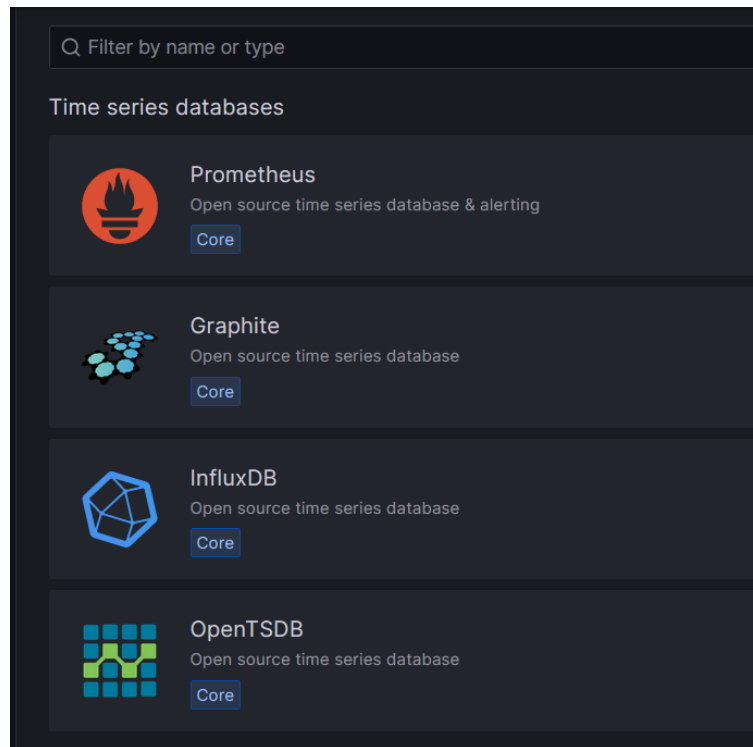 Filter by name or type
Time series databases
Prometheus
Open source time series database & alerting
Core
Graphite
Open source time series database
Core
InfluxDB
Open source time series database
Core
OpenTSDB
Open source time series database
Core